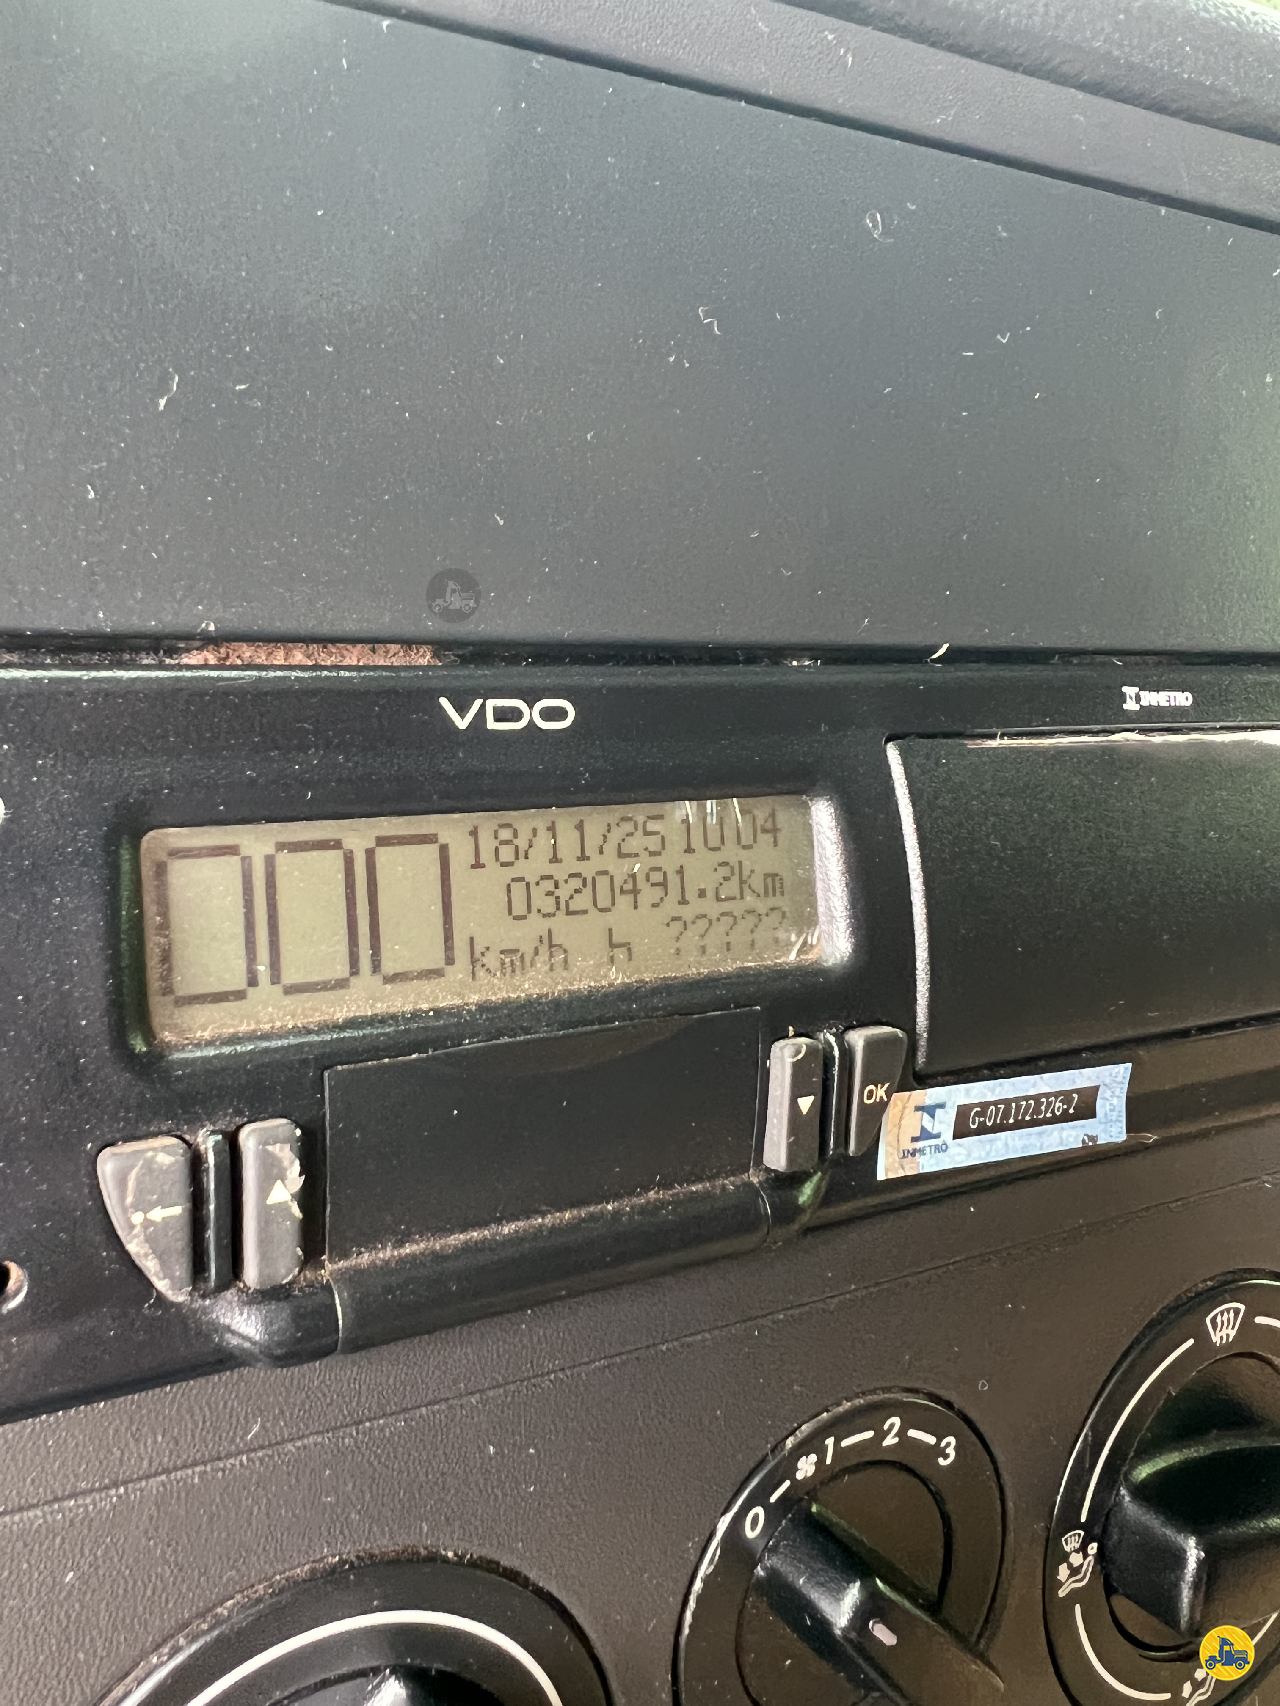 VDO
INMETRO
000
18/11/25 10 04
0320491.2km
km/h h ?????
OK
INMETRO
G-07.172.326-2
0 1 2 3